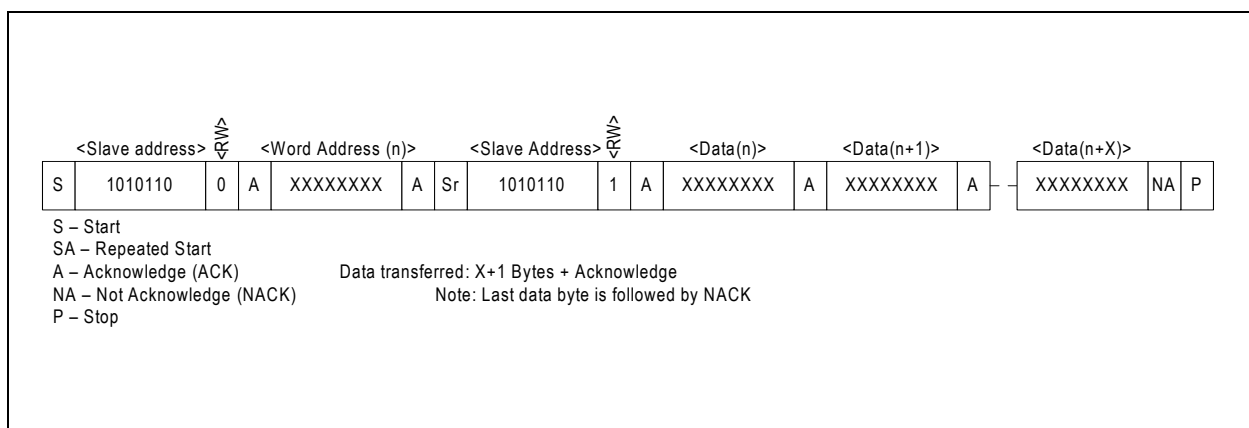 <Slave address> <RW> <Word Address (n)> <Slave Address> <RW> <Data(n)> <Data(n+1)> <Data(n+X)>
S 1010110 0 A XXXXXXXX A Sr 1010110 1 A XXXXXXXX A XXXXXXXX A XXXXXXXX NA P
S – Start
SA – Repeated Start
A – Acknowledge (ACK) Data transferred: X+1 Bytes + Acknowledge
NA – Not Acknowledge (NACK) Note: Last data byte is followed by NACK
P – Stop